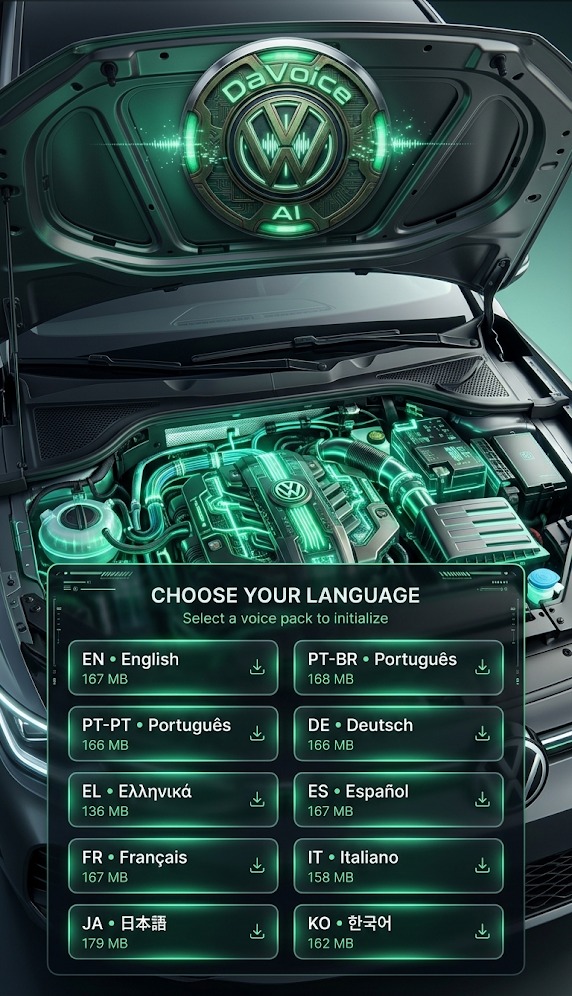 DaVoice
AI
CHOOSE YOUR LANGUAGE
Select a voice pack to initialize
EN • English
167 MB
PT-BR • Português
168 MB
PT-PT • Português
166 MB
DE • Deutsch
166 MB
EL • Ελληνικά
136 MB
ES • Español
167 MB
FR • Français
167 MB
IT • Italiano
158 MB
JA • 日本語
179 MB
KO • 한국어
162 MB